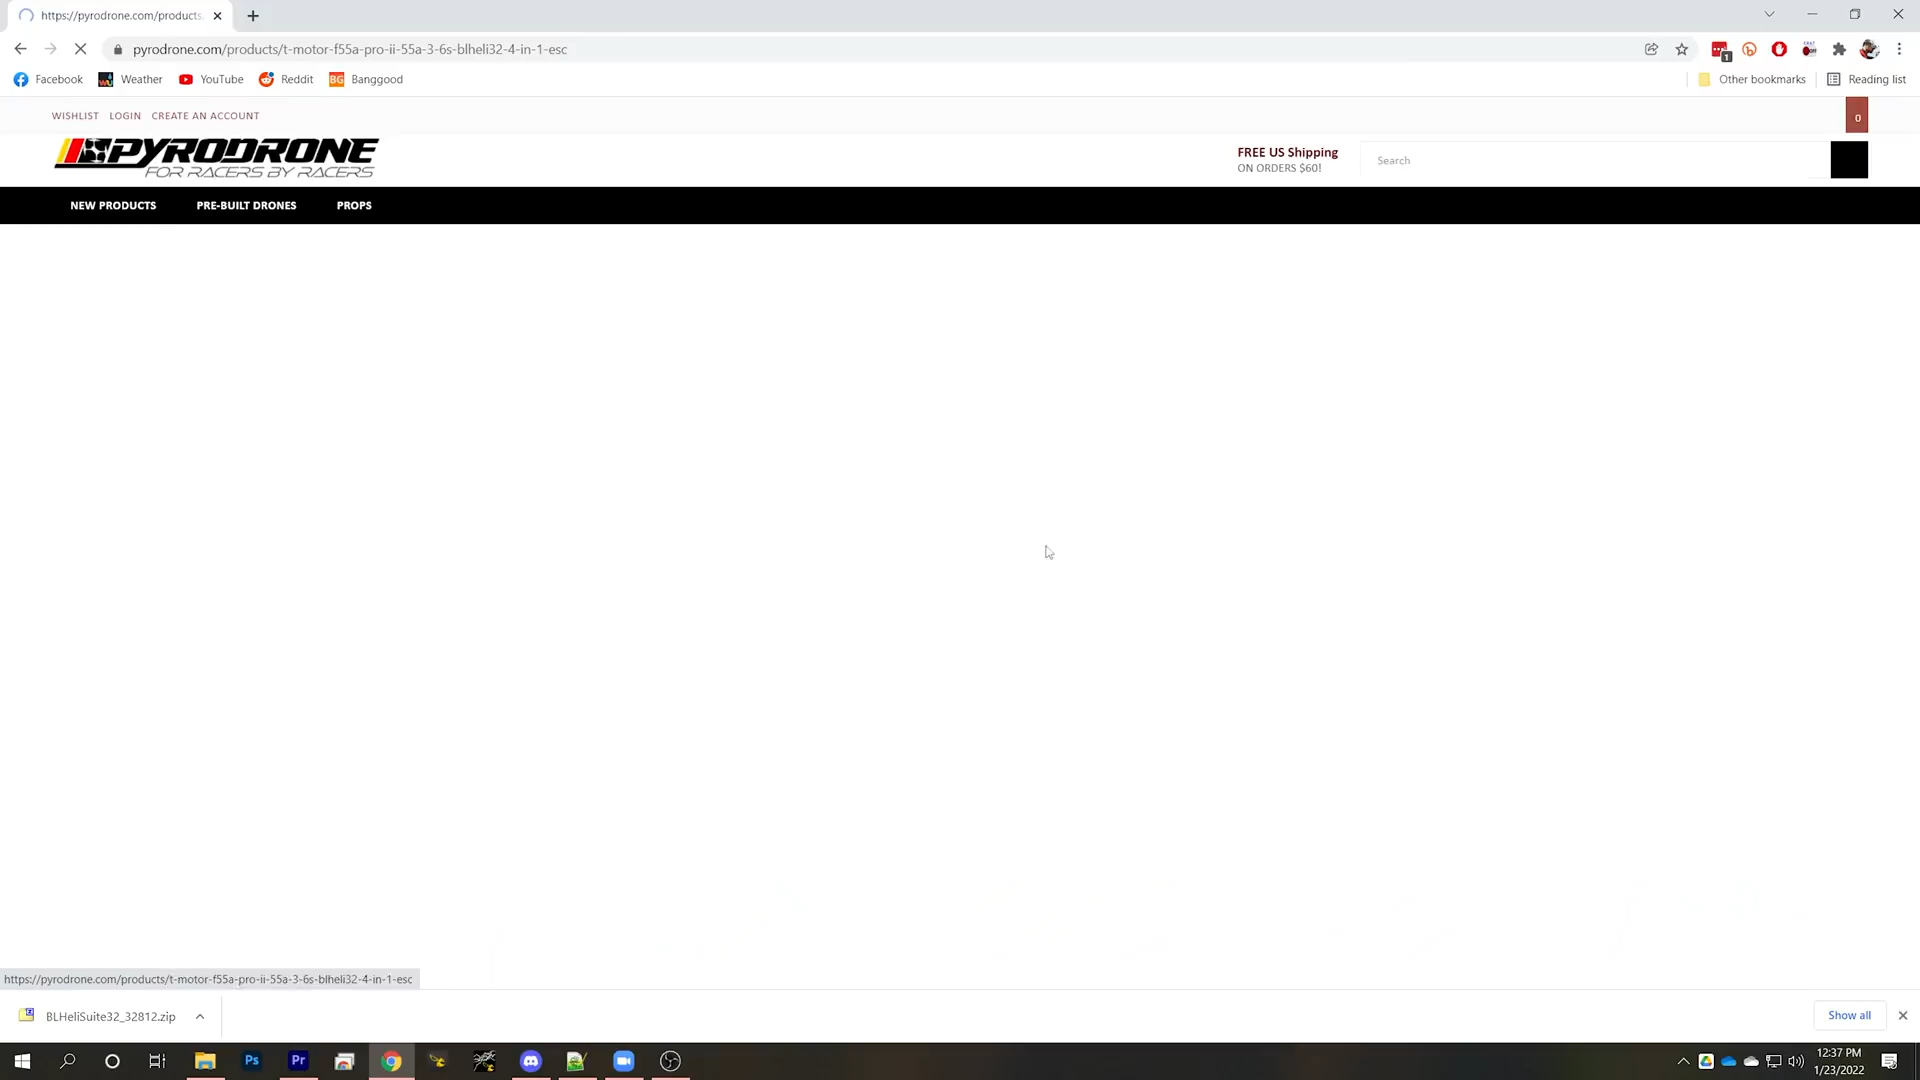 https://pyrodrone.com/products
pyrodrone.com/products/t-motor-f55a-pro-ii-55a-3-6s-blheli32-4-in-1-esc
1
Facebook Weather YouTube Reddit BG Banggood Other bookmarks Reading list
WISHLIST LOGIN CREATE AN ACCOUNT
0
PYRODRONE
FOR RACERS BY RACERS
FREE US Shipping
ON ORDERS $60!
Search
NEW PRODUCTS PRE-BUILT DRONES PROPS
https://pyrodrone.com/products/t-motor-f55a-pro-ii-55a-3-6s-blheli32-4-in-1-esc
BLHeliSuite32_32812.zip
Show all
Ps Pr
12:37 PM
1/23/2022